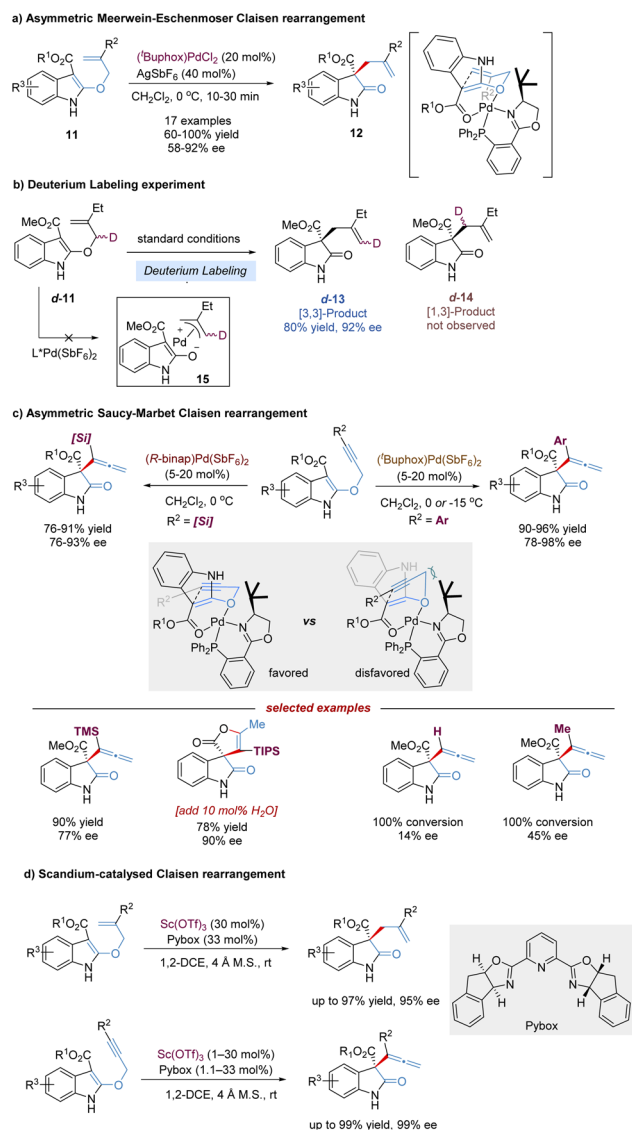 a) Asymmetric Meerwein-Eschenmoser Claisen rearrangement
R¹O₂C
R²
R³
N
H
O
11
(ᵗBuphox)PdCl₂ (20 mol%)
AgSbF₆ (40 mol%)
CH₂Cl₂, 0 ºC, 10-30 min
17 examples
60-100% yield
58-92% ee
R¹O₂C
R²
R³
O
N
H
12
NH
R²
O
R¹O
O
Pd
N
Ph₂P
O
b) Deuterium Labeling experiment
Et
MeO₂C
D
O
N
H
d-11
standard conditions
Deuterium Labeling
L*Pd(SbF₆)₂
Et
MeO₂C
+
Pd
D
O⁻
N
H
15
Et
MeO₂C
D
O
N
H
d-13
[3,3]-Product
80% yield, 92% ee
D
Et
MeO₂C
O
N
H
d-14
[1,3]-Product
not observed
c) Asymmetric Saucy-Marbet Claisen rearrangement
[Si]
R¹O₂C
R³
O
N
H
76-91% yield
76-93% ee
(R-binap)Pd(SbF₆)₂
(5-20 mol%)
CH₂Cl₂, 0 ºC
R² = [Si]
R²
R¹O₂C
R³
O
N
H
(ᵗBuphox)Pd(SbF₆)₂
(5-20 mol%)
CH₂Cl₂, 0 or -15 ºC
R² = Ar
Ar
R¹O₂C
R³
O
N
H
90-96% yield
78-98% ee
NH
R²
O
R¹O
O
Pd
N
Ph₂P
O
favored
vs
NH
R²
O
R¹O
O
Pd
N
Ph₂P
O
disfavored
selected examples
TMS
MeO₂C
O
N
H
90% yield
77% ee
O
Me
O
TIPS
O
N
H
[add 10 mol% H₂O]
78% yield
90% ee
H
MeO₂C
O
N
H
100% conversion
14% ee
Me
MeO₂C
O
N
H
100% conversion
45% ee
d) Scandium-catalysed Claisen rearrangement
R²
R¹O₂C
R³
O
N
H
Sc(OTf)₃ (30 mol%)
Pybox (33 mol%)
1,2-DCE, 4 Å M.S., rt
R²
R¹O₂C
R³
O
N
H
up to 97% yield, 95% ee
H
O
N
N
N
O
H
H
H
Pybox
R²
R¹O₂C
R³
O
N
H
Sc(OTf)₃ (1–30 mol%)
Pybox (1.1–33 mol%)
1,2-DCE, 4 Å M.S., rt
R²
R₁O₂C
R³
O
N
H
up to 99% yield, 99% ee